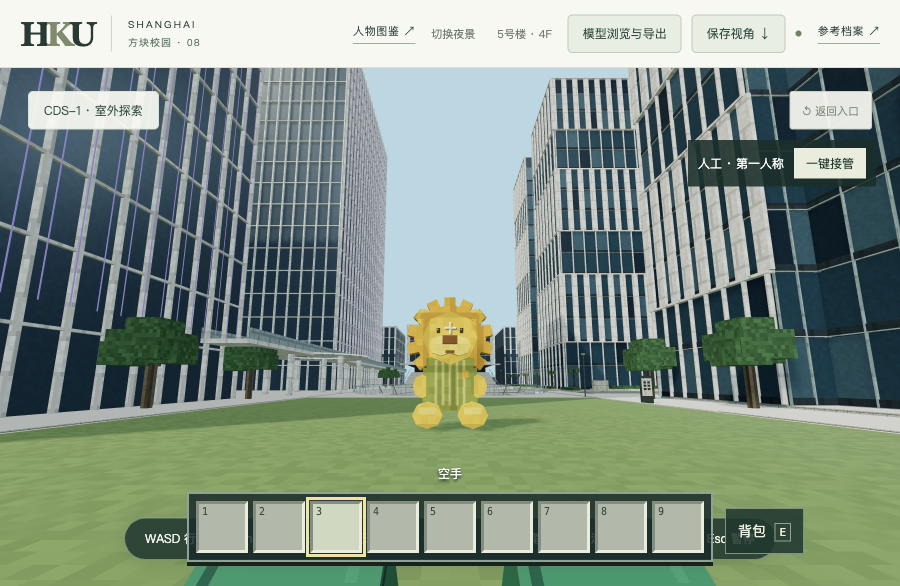 HKU
SHANGHAI
方块校园 · 08
人物图鉴 ↗
切换夜景
5号楼 · 4F
模型浏览与导出
保存视角 ↓
参考档案 ↗
CDS–1 · 室外探索
返回入口
人工 · 第一人称
一键接管
空手
1 2 3 4 5 6 7 8 9
WASD 行
Esc
背包 E